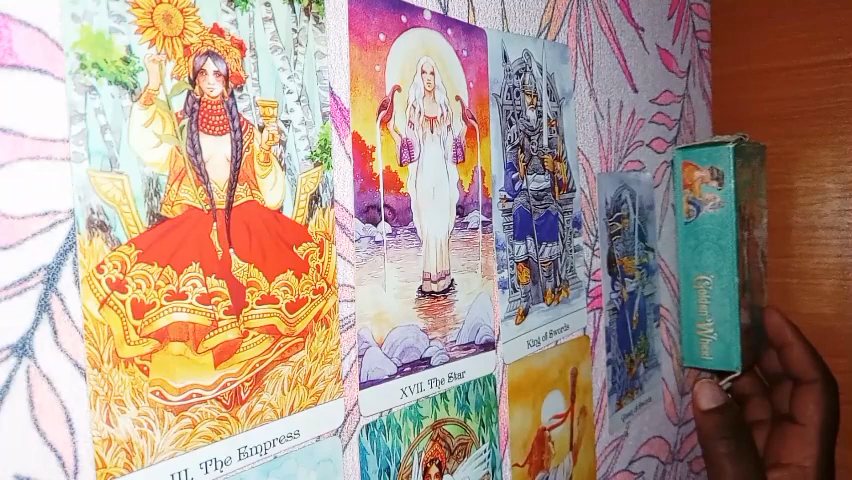 III. The Empress
XVII. The Star
King of Swords
Golden Wheel